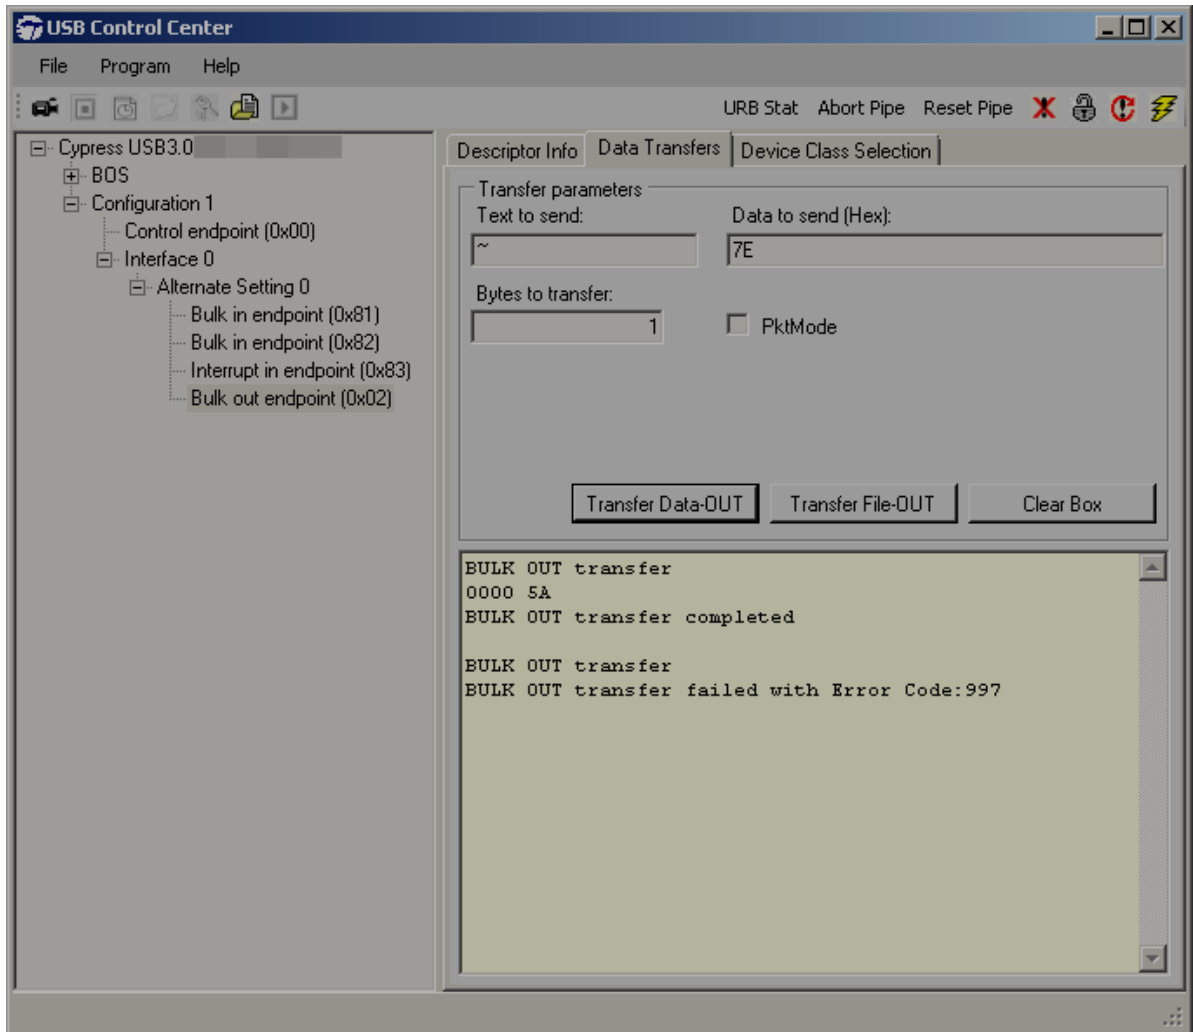 USB Control Center
File Program Help
URB Stat Abort Pipe Reset Pipe
Cypress USB3.0
BOS
Configuration 1
Control endpoint (0x00)
Interface 0
Alternate Setting 0
Bulk in endpoint (0x81)
Bulk in endpoint (0x82)
Interrupt in endpoint (0x83)
Bulk out endpoint (0x02)
Descriptor Info Data Transfers Device Class Selection
Transfer parameters
Text to send: Data to send (Hex):
~ 7E
Bytes to transfer:
1 PktMode
Transfer Data-OUT Transfer File-OUT Clear Box
BULK OUT transfer
0000 5A
BULK OUT transfer completed
BULK OUT transfer
BULK OUT transfer failed with Error Code:997